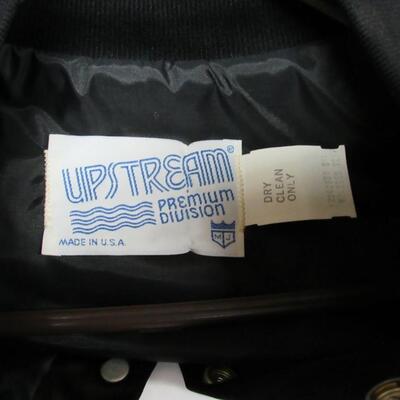 UPSTREAM®
PREMIUM
DIVISION
MADE IN U.S.A.
M J
DRY
CLEAN
ONLY